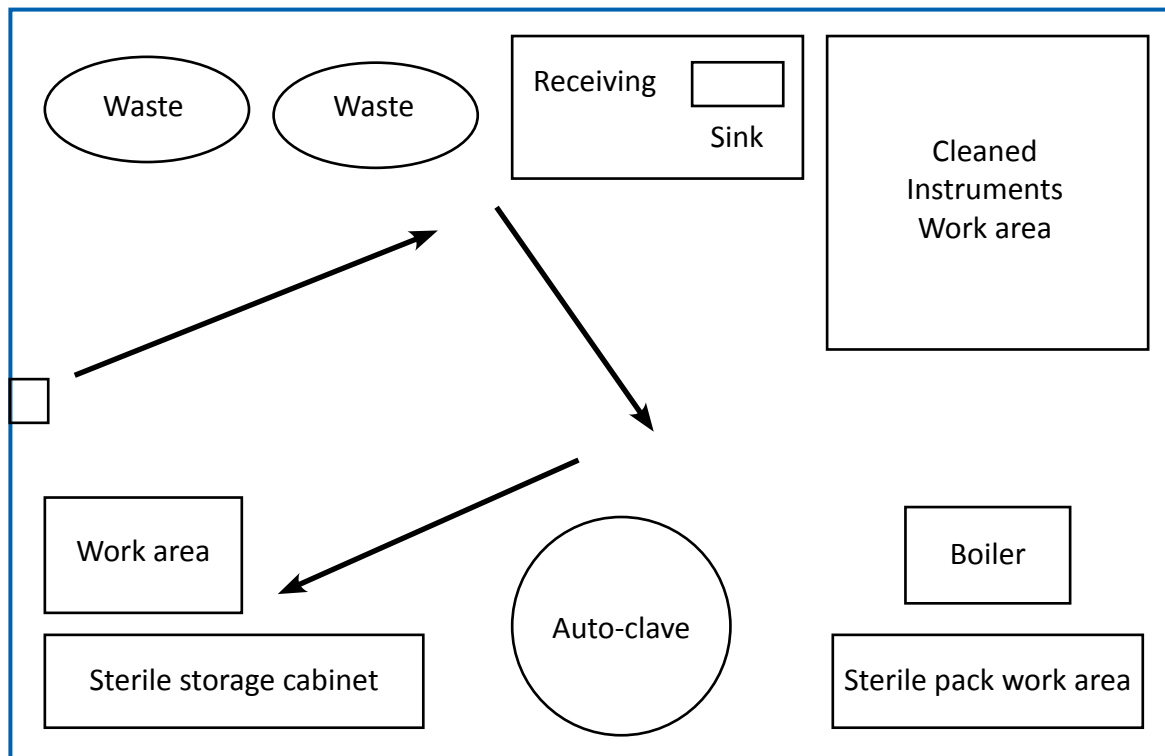 Waste
Waste
Receiving
Sink
Cleaned
Instruments
Work area
Work area
Boiler
Auto-clave
Sterile storage cabinet
Sterile pack work area